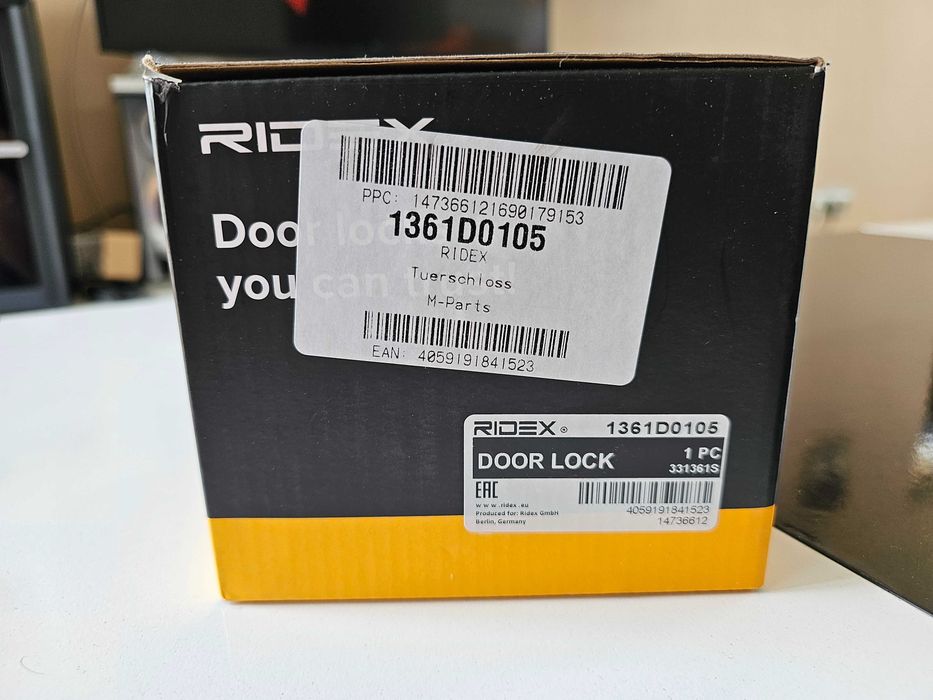 RIDEX
Door lo
you can t
PPC: 147366121690179153
1361D0105
RIDEX
Tuerschloss
M-Parts
EAN: 4059191841523
RIDEX ® 1361D0105
DOOR LOCK 1 PC
331361S
EAC
www.ridex.eu
Produced for: Ridex GmbH
Berlin, Germany
4059191841523
14736612